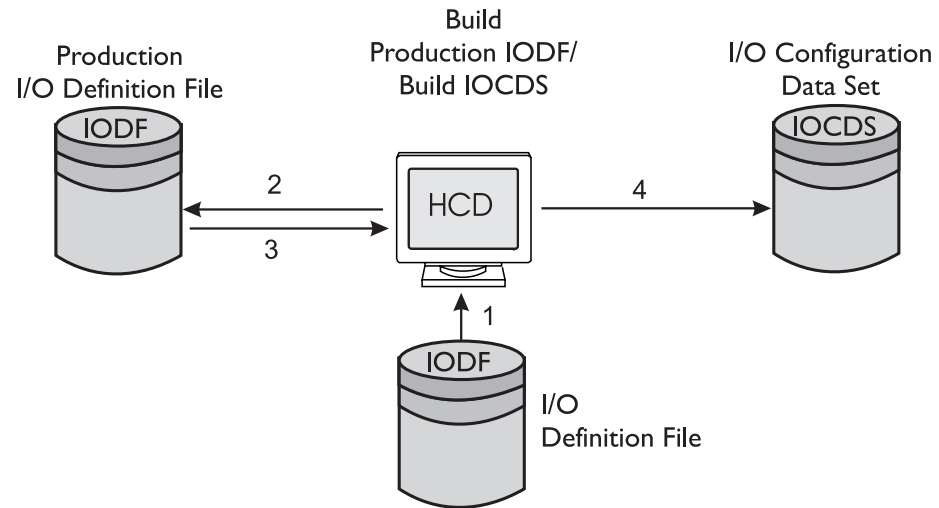 Build
Production IODF/
Build IOCDS
Production
I/O Definition File
IODF
I/O Configuration
Data Set
IOCDS
2
3
HCD
4
1
IODF
I/O
Definition File